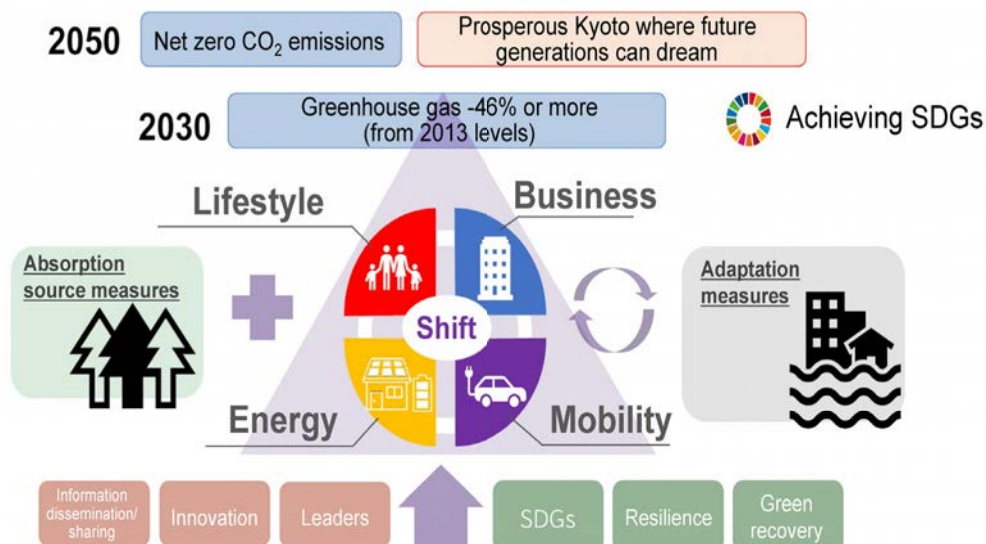 2050
Net zero CO₂ emissions
Prosperous Kyoto where future
generations can dream
2030
Greenhouse gas -46% or more
(from 2013 levels)
Achieving SDGs
Lifestyle
Business
Absorption
source measures
Shift
Adaptation
measures
Energy
Mobility
Information
dissemination/
sharing
Innovation
Leaders
SDGs
Resilience
Green
recovery